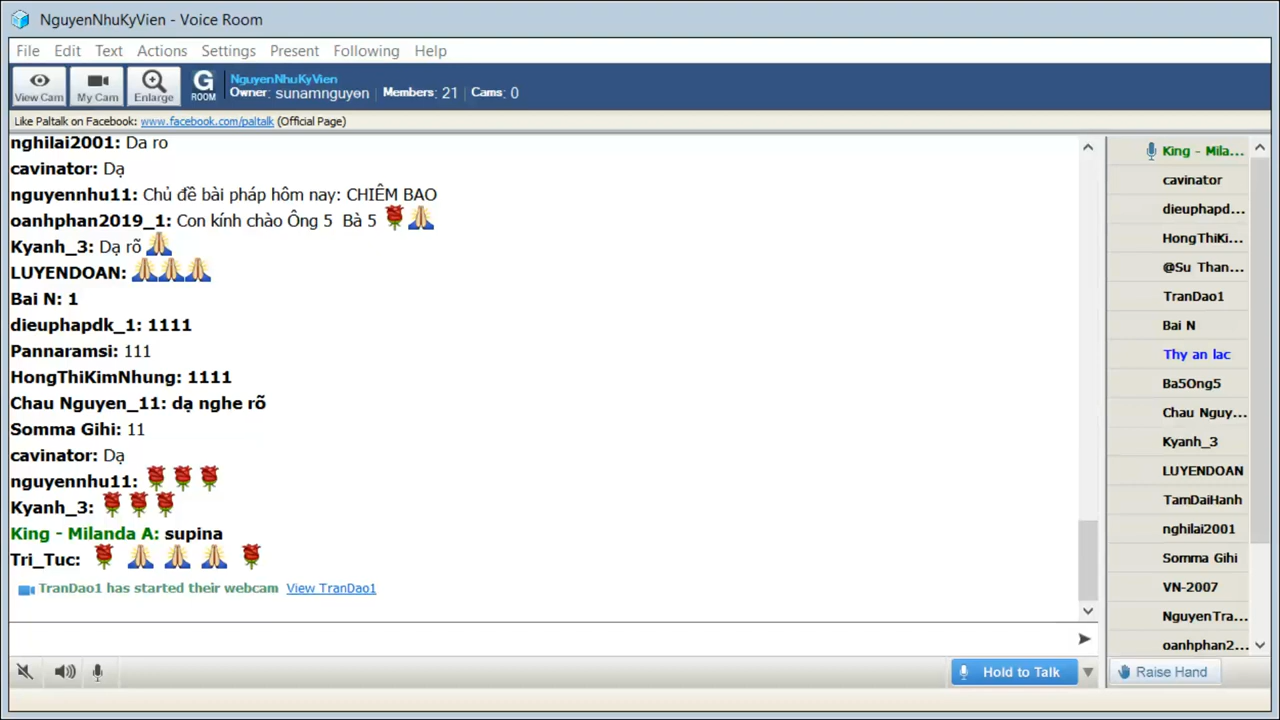 NguyenNhuKyVien - Voice Room
File Edit Text Actions Settings Present Following Help
View Cam My Cam Enlarge G ROOM
NguyenNhuKyVien
Owner: sunamnguyen Members: 21 Cams: 0
Like Paltalk on Facebook: www.facebook.com/paltalk (Official Page)
nghilai2001: Da ro
cavinator: Dạ
nguyennhu11: Chủ đề bài pháp hôm nay: CHIÊM BAO
oanhphan2019_1: Con kính chào Ông 5 Bà 5
Kyanh_3: Dạ rõ
LUYENDOAN:
Bai N: 1
dieuphapdk_1: 1111
Pannaramsi: 111
HongThiKimNhung: 1111
Chau Nguyen_11: dạ nghe rõ
Somma Gihi: 11
cavinator: Dạ
nguyennhu11:
Kyanh_3:
King - Milanda A: supina
Tri_Tuc:
TranDao1 has started their webcam View TranDao1
King - Mila...
cavinator
dieuphapd...
HongThiKi...
@Su Than...
TranDao1
Bai N
Thy an lac
Ba5Ong5
Chau Nguy...
Kyanh_3
LUYENDOAN
TamDaiHanh
nghilai2001
Somma Gihi
VN-2007
NguyenTra...
oanhphan2...
Hold to Talk
Raise Hand